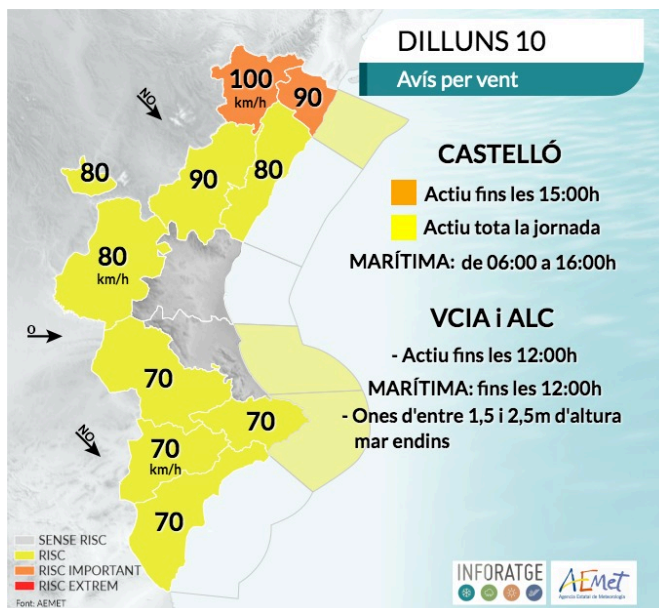 DILLUNS 10
Avís per vent
100
km/h
90
NO
80
90
80
80
km/h
CASTELLÓ
Actiu fins les 15:00h
Actiu tota la jornada
MARÍTIMA: de 06:00 a 16:00h
O
VCIA i ALC
- Actiu fins les 12:00h
MARÍTIMA: fins les 12:00h
- Ones d'entre 1,5 i 2,5m d'altura
mar endins
70
70
NO
70
km/h
70
SENSE RISC
RISC
RISC IMPORTANT
RISC EXTREM
Font: AEMET
INFORATGE
AEMet
Agencia Estatal de Meteorología